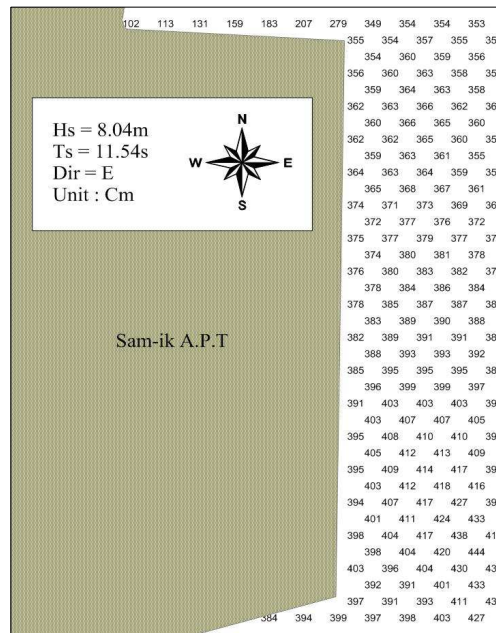 102 113 131 159 183 207 279 349 354 354 353
355 354 357 355
354 360 359 356
356 360 363 358
359 364 363 358
362 363 366 362
360 366 365 360
362 362 365 360
359 363 361 355
364 363 364 359
365 368 367 361
374 371 373 369
372 377 376 372
375 377 379 377
374 380 381 378
376 380 383 382
378 384 386 384
378 385 387 387
383 389 390 388
382 389 391 391
388 393 393 392
385 395 395 395
396 399 399 397
391 403 403 403
403 407 407 405
395 408 410 410
405 412 413 409
395 409 414 417
403 412 418 416
394 407 417 427
401 411 424 433
398 404 417 438
398 404 420 444
403 396 404 430
392 391 401 433
397 391 393 411
384 394 399 397 398 403 427
Hs = 8.04m
Ts = 11.54s
Dir = E
Unit : Cm
N
W E
S
Sam-ik A.P.T